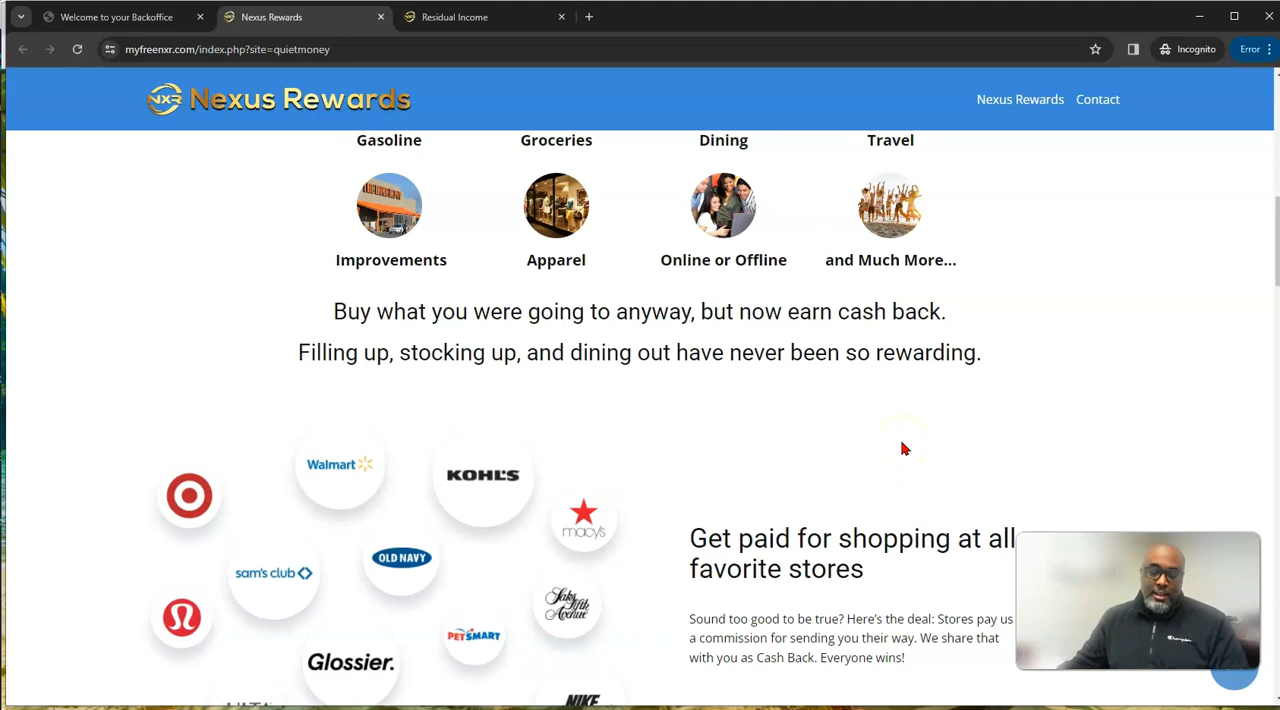 Welcome to your Backoffice
Nexus Rewards
Residual Income
myfreenxr.com/index.php?site=quietmoney
Incognito
Error
NXR Nexus Rewards
Nexus Rewards
Contact
Gasoline
Groceries
Dining
Travel
Improvements
Apparel
Online or Offline
and Much More...
Buy what you were going to anyway, but now earn cash back.
Filling up, stocking up, and dining out have never been so rewarding.
Walmart
KOHL'S
macy's
OLD NAVY
sam's club
Saks
Fifth
Avenue
PETSMART
Glossier.
NIKE
Get paid for shopping at all
favorite stores
Sound too good to be true? Here's the deal: Stores pay us
a commission for sending you their way. We share that
with you as Cash Back. Everyone wins!
Champion